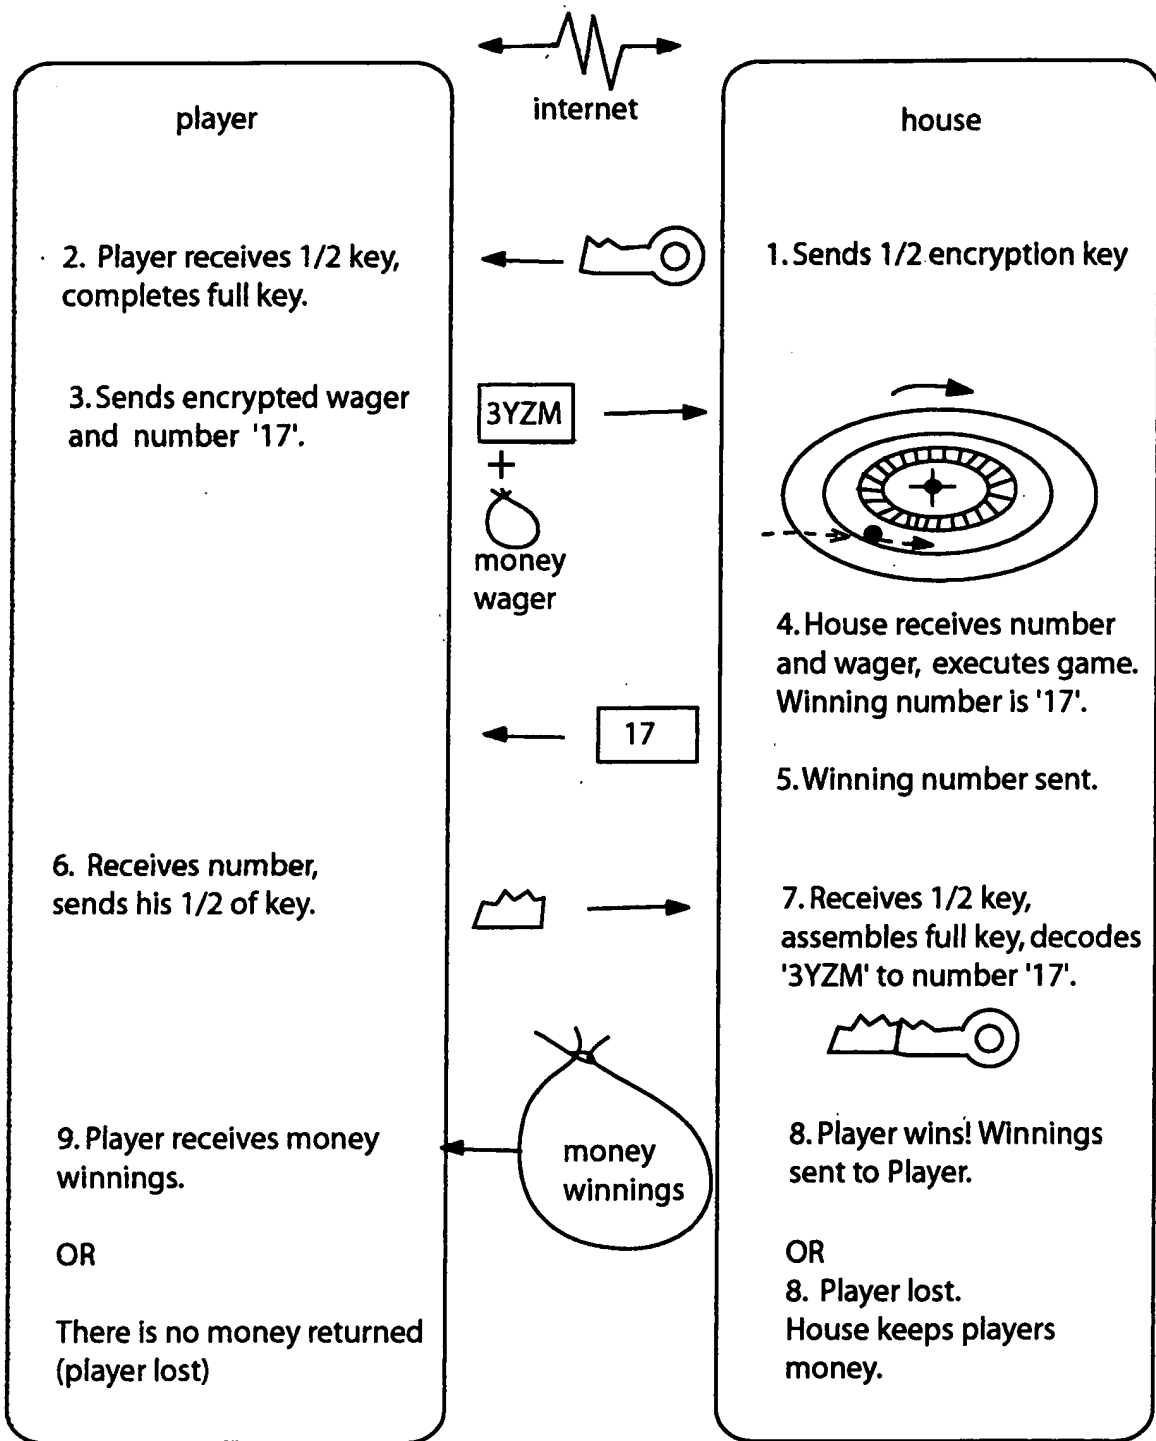 internet
player
house
1.Sends 1/2 encryption key
2. Player receives 1/2 key,
completes full key.
3.Sends encrypted wager
and number '17'.
3YZM
+
money
wager
4.House receives number
and wager, executes game.
Winning number is '17'.
17
5.Winning number sent.
6. Receives number,
sends his 1/2 of key.
7.Receives 1/2 key,
assembles full key, decodes
'3YZM' to number '17'.
8.Player wins! Winnings
sent to Player.
OR
8. Player lost.
House keeps players
money.
money
winnings
9.Player receives money
winnings.
OR
There is no money returned
(player lost)